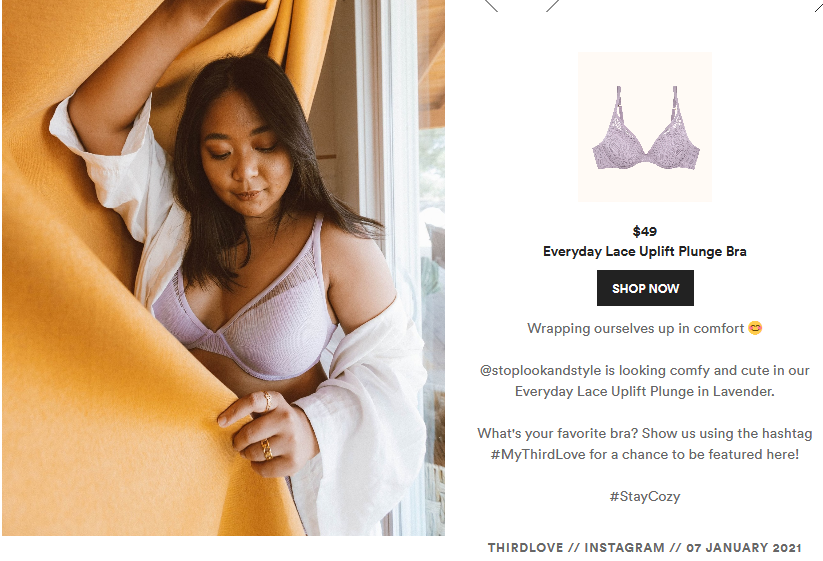 $49
Everyday Lace Uplift Plunge Bra
SHOP NOW
Wrapping ourselves up in comfort 😊
@stoplookandstyle is looking comfy and cute in our
Everyday Lace Uplift Plunge in Lavender.
What's your favorite bra? Show us using the hashtag
#MyThirdLove for a chance to be featured here!
#StayCozy
THIRDLOVE // INSTAGRAM // 07 JANUARY 2021